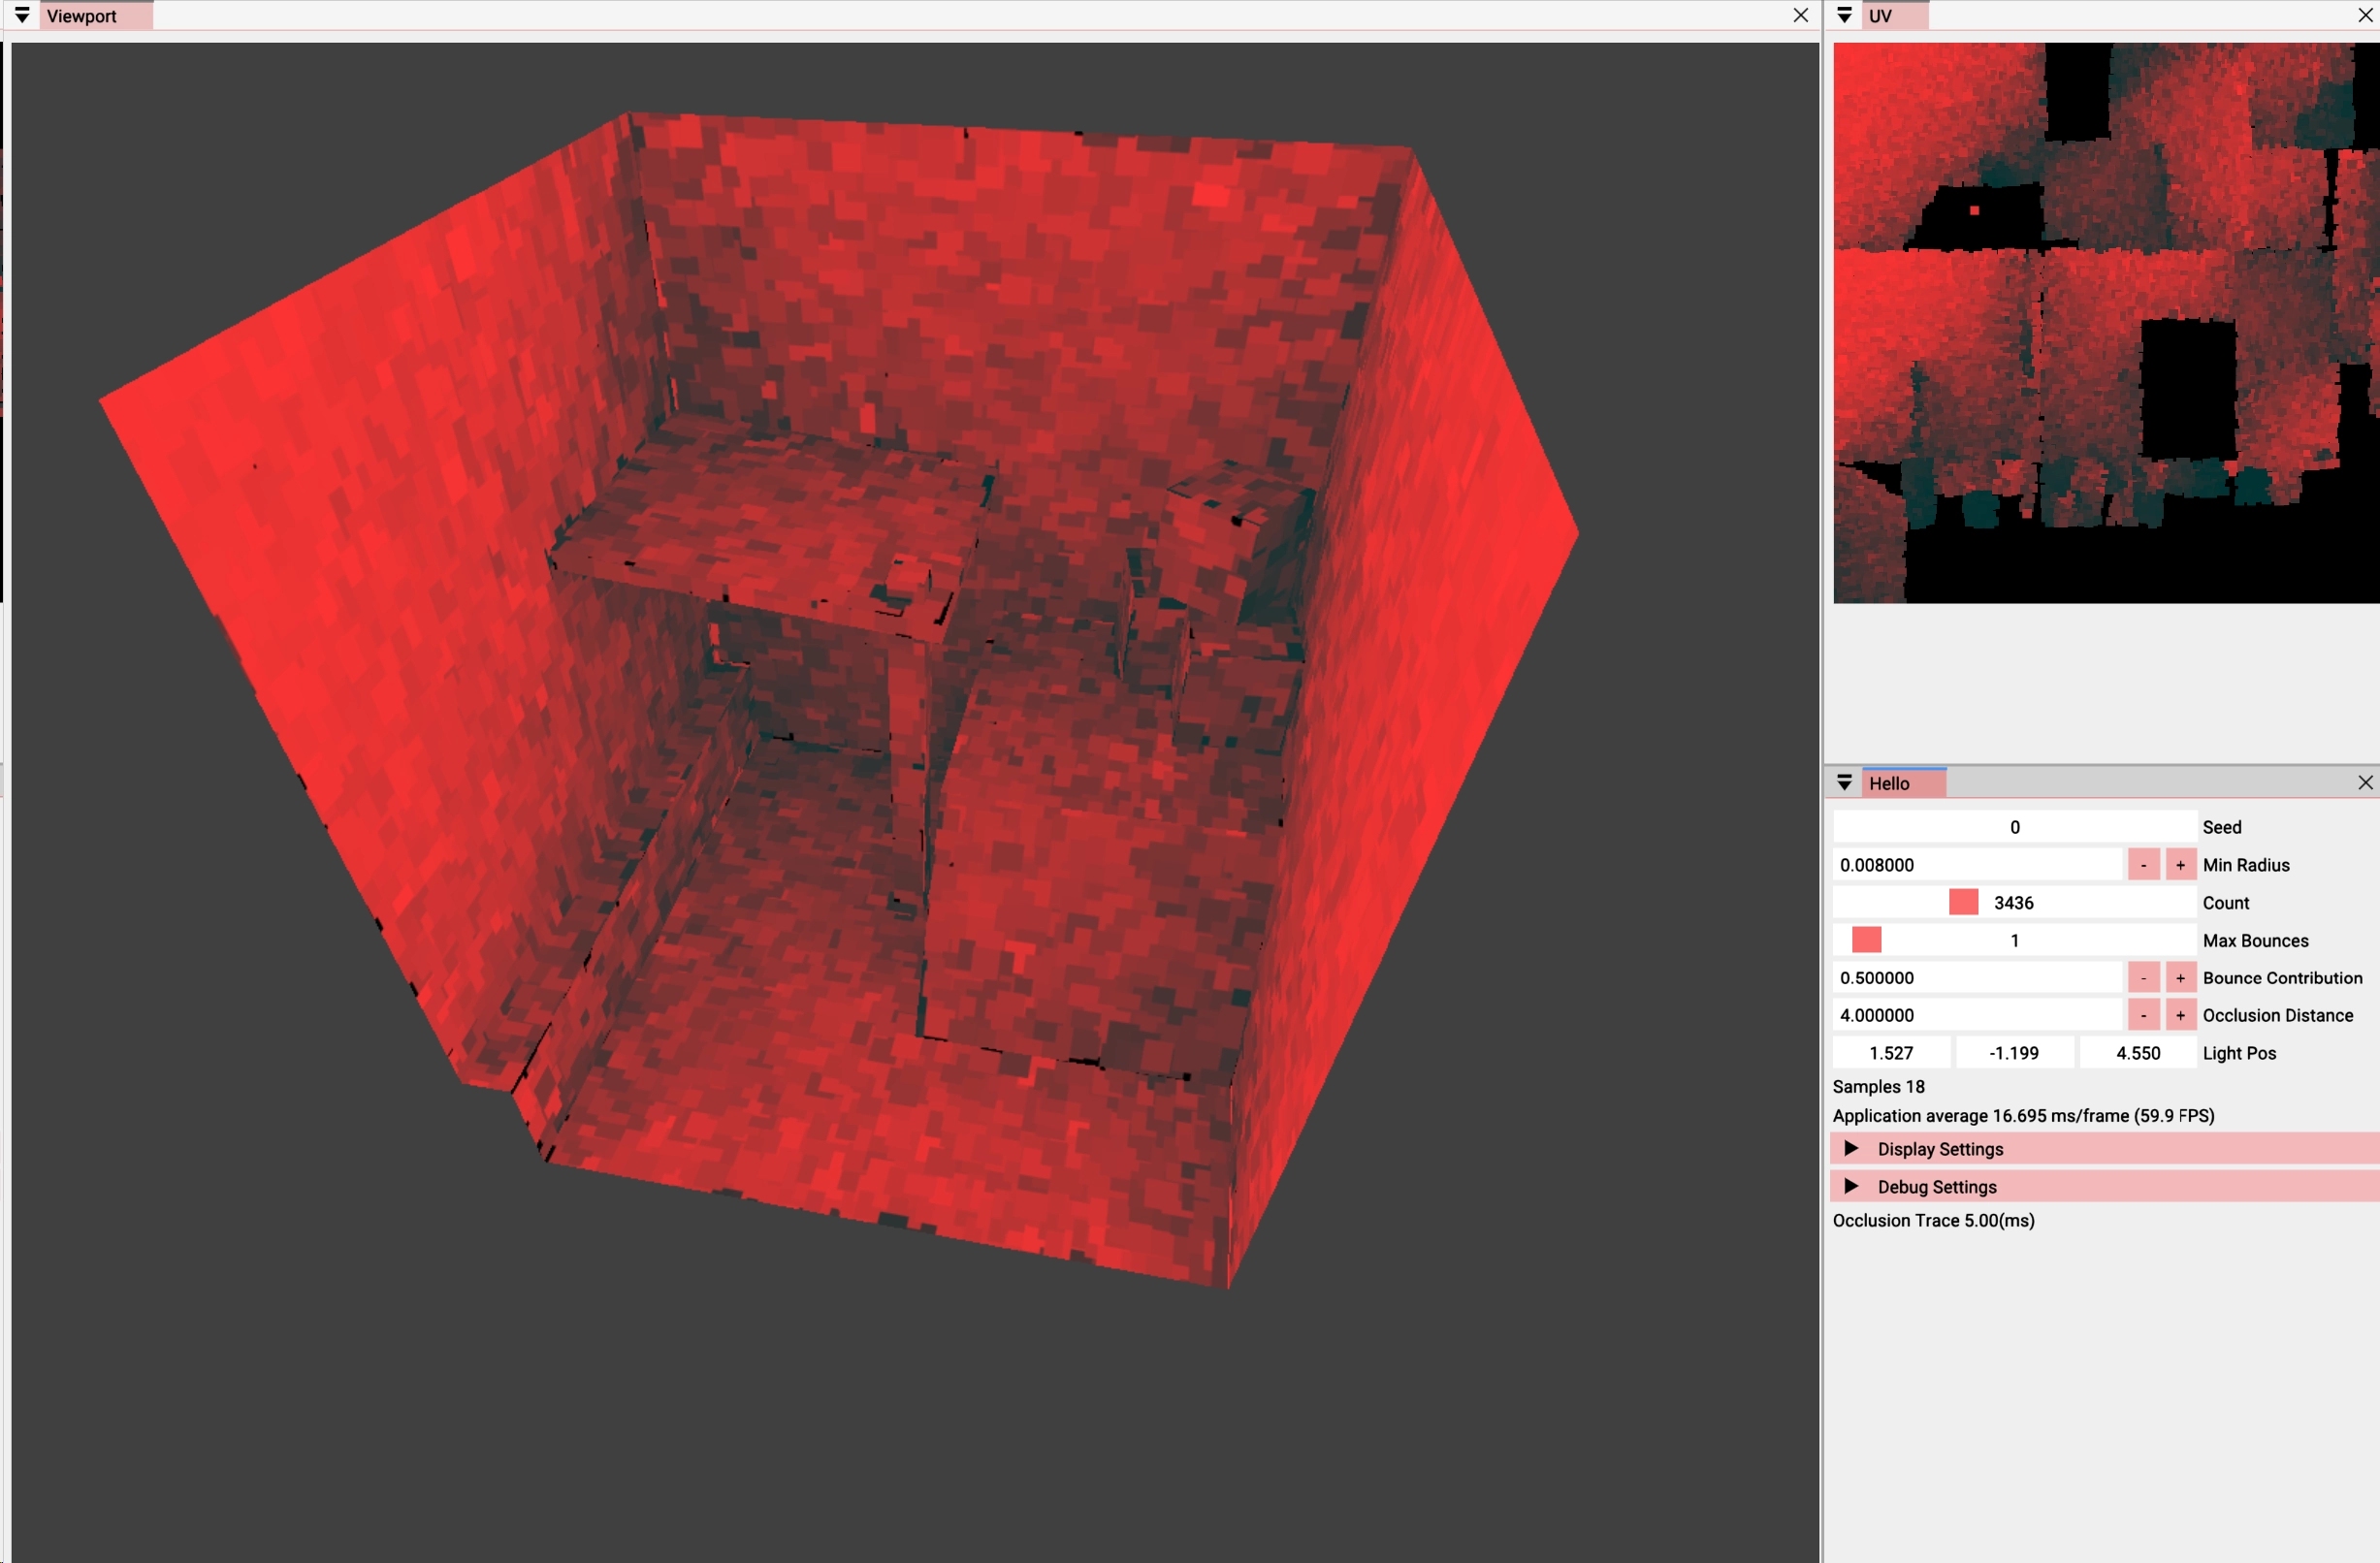 Viewport
UV
Hello
0 Seed
0.008000 - + Min Radius
3436 Count
1 Max Bounces
0.500000 - + Bounce Contribution
4.000000 - + Occlusion Distance
1.527 -1.199 4.550 Light Pos
Samples 18
Application average 16.695 ms/frame (59.9 FPS)
Display Settings
Debug Settings
Occlusion Trace 5.00(ms)